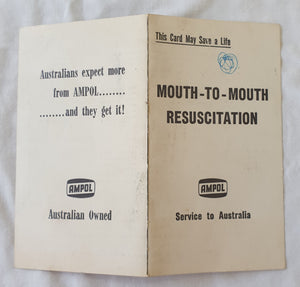 Australians expect more
from AMPOL........
........and they get it!
AMPOL
Australian Owned
This Card May Save a Life
MOUTH-TO-MOUTH
RESUSCITATION
AMPOL
Service to Australia